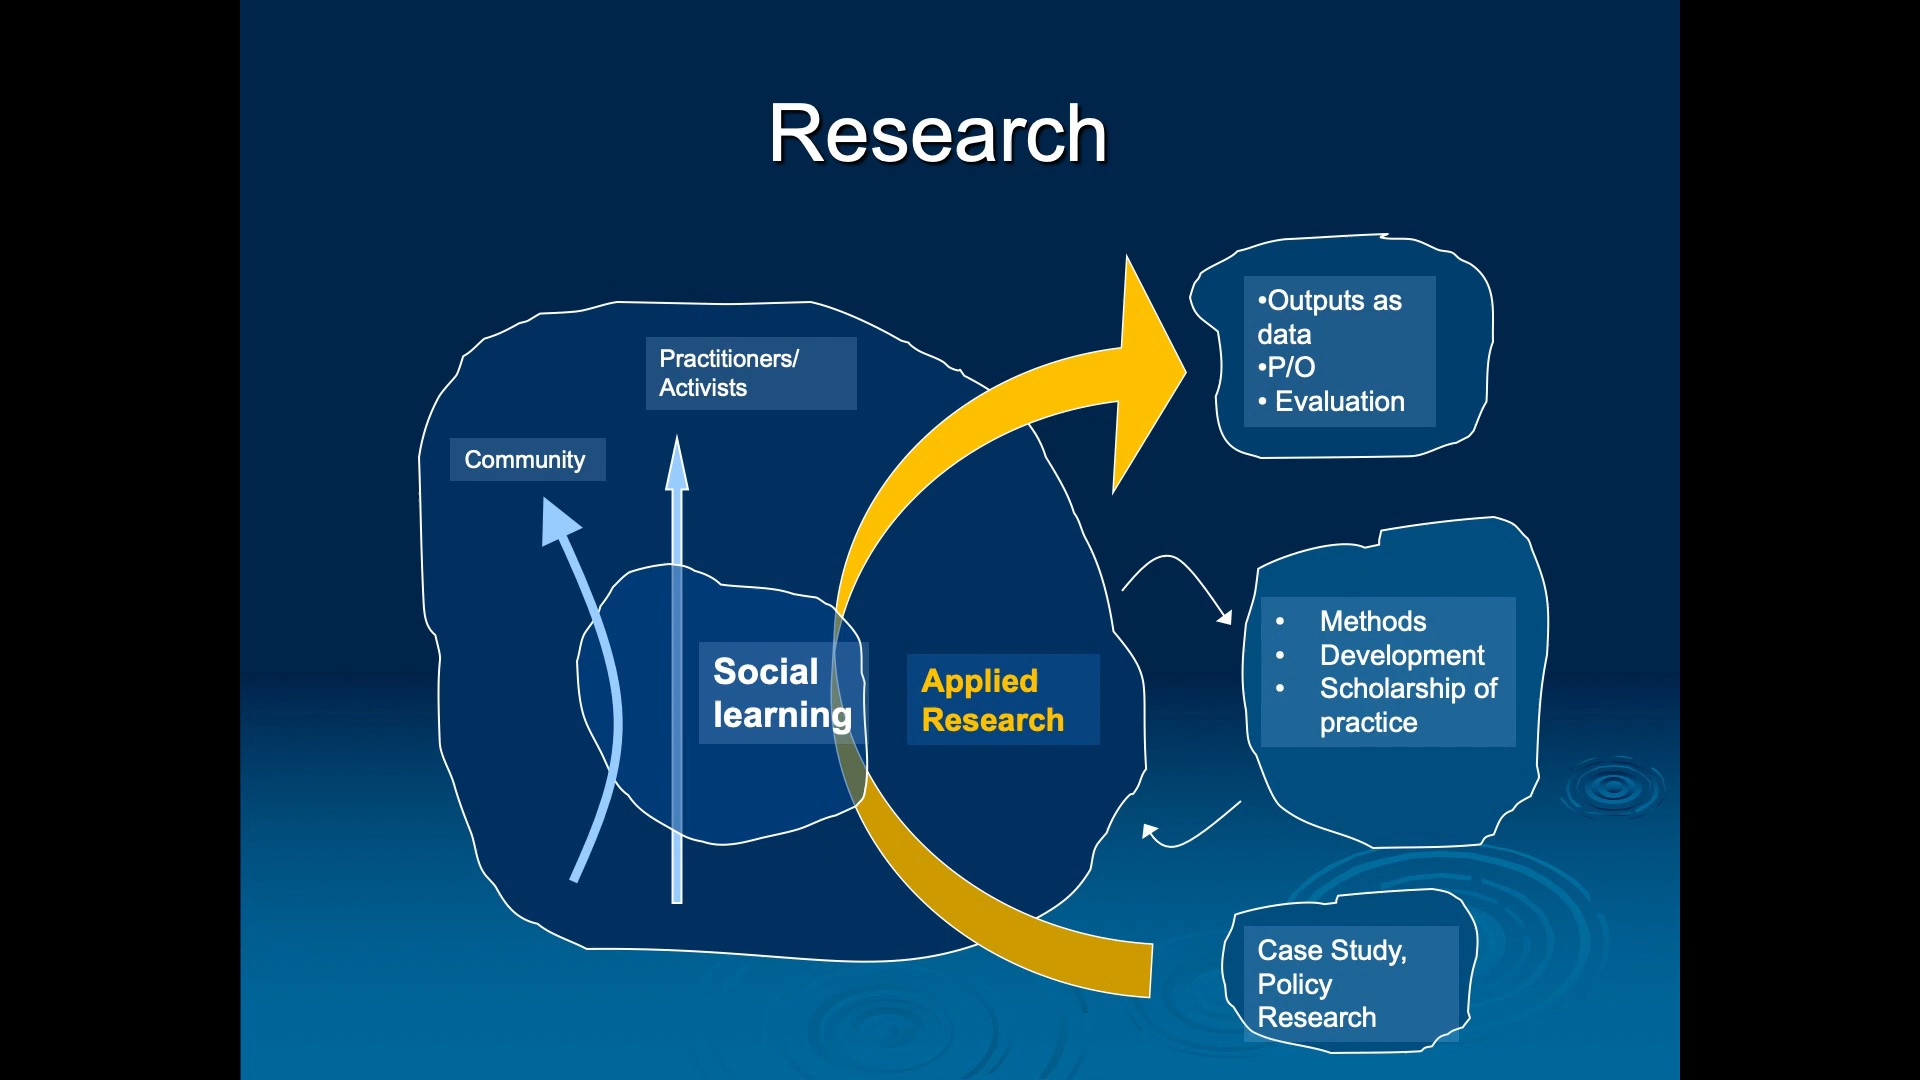 Research
Practitioners/
Activists
Community
Social
learning
Applied
Research
•Outputs as
data
•P/O
• Evaluation
• Methods
• Development
• Scholarship of
practice
Case Study,
Policy
Research